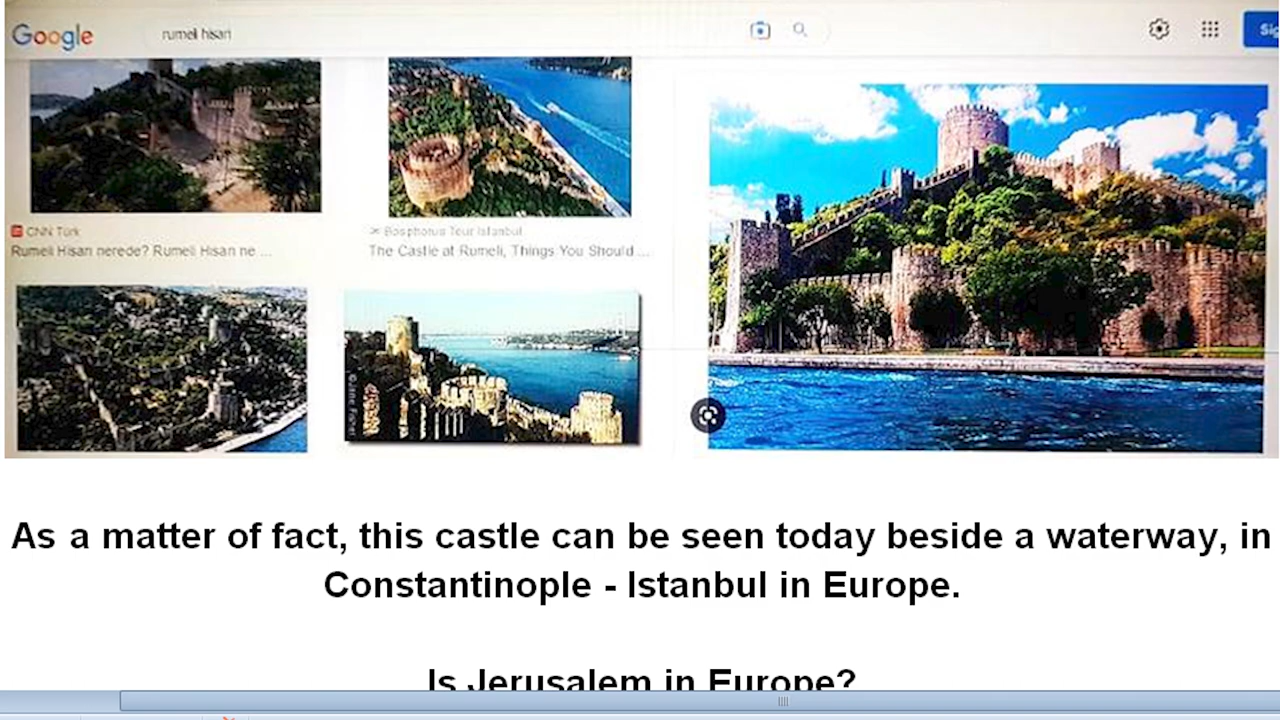 Google
rumeli hisari
Sig
CNN Türk
Rumeli Hisarı nerede? Rumeli Hisarı ne ...
Bosphorus Tour Istanbul
The Castle at Rumeli, Things You Should ...
As a matter of fact, this castle can be seen today beside a waterway, in
Constantinople - Istanbul in Europe.
Is Jerusalem in Europe?